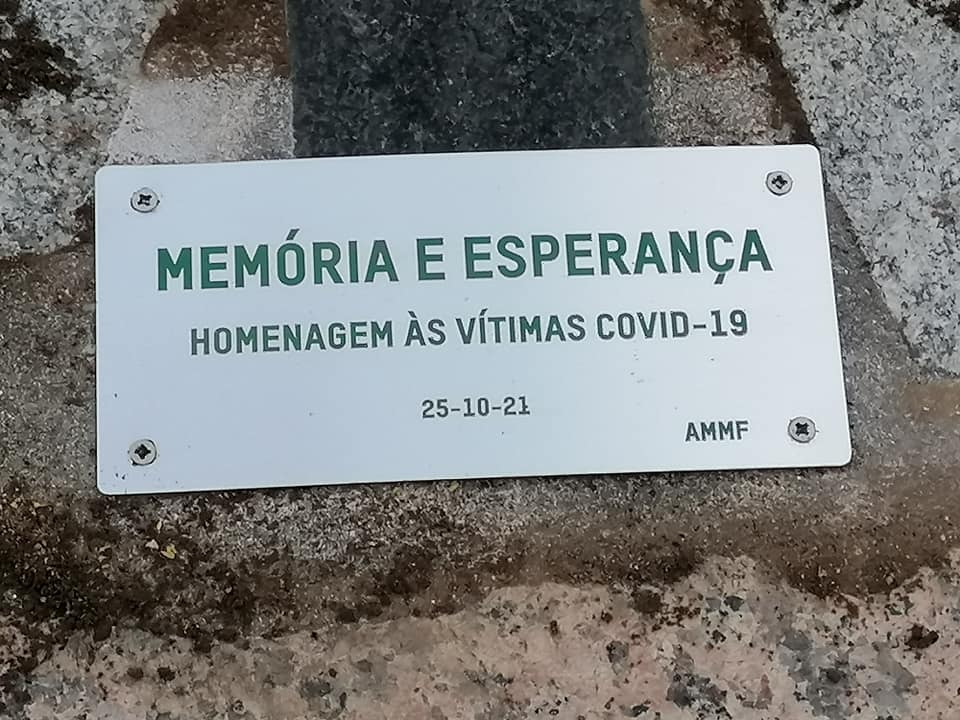 MEMÓRIA E ESPERANÇA
HOMENAGEM ÀS VÍTIMAS COVID-19
25-10-21
AMMF